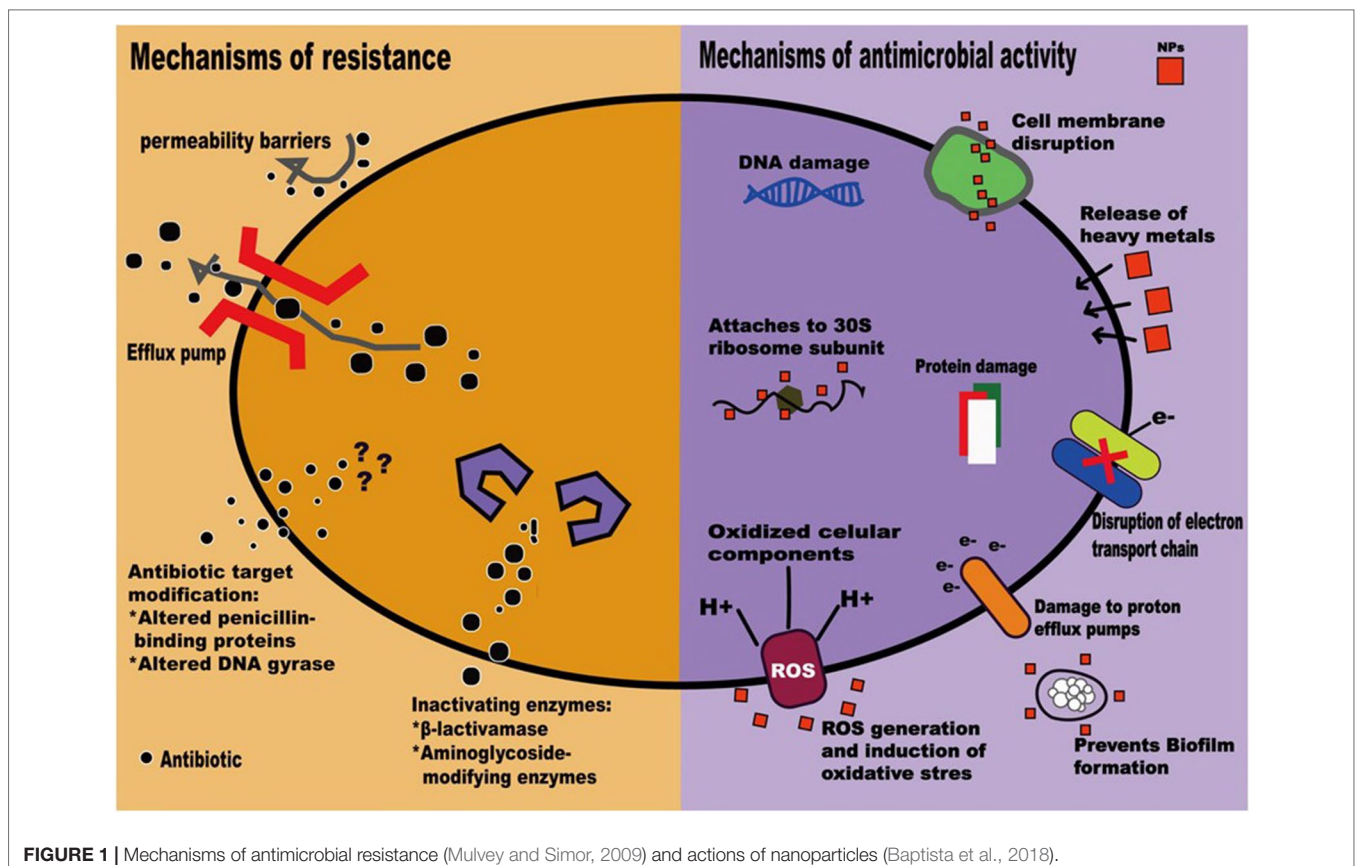 Mechanisms of resistance
permeability barriers
Efflux pump
? ?
?
Antibiotic target
modification:
*Altered penicillin-
binding proteins
*Altered DNA gyrase
Inactivating enzymes:
*β-lactivamase
*Aminoglycoside-
modifying enzymes
Antibiotic
Mechanisms of antimicrobial activity
NPs
Cell membrane
disruption
DNA damage
Release of
heavy metals
Attaches to 30S
ribosome subunit
Protein damage
e-
Disruption of electron
transport chain
Oxidized celular
components
H+
H+
ROS
e-
e-
e-
e-
Damage to proton
efflux pumps
ROS generation
and induction of
oxidative stres
Prevents Biofilm
formation
FIGURE 1 | Mechanisms of antimicrobial resistance (Mulvey and Simor, 2009) and actions of nanoparticles (Baptista et al., 2018).